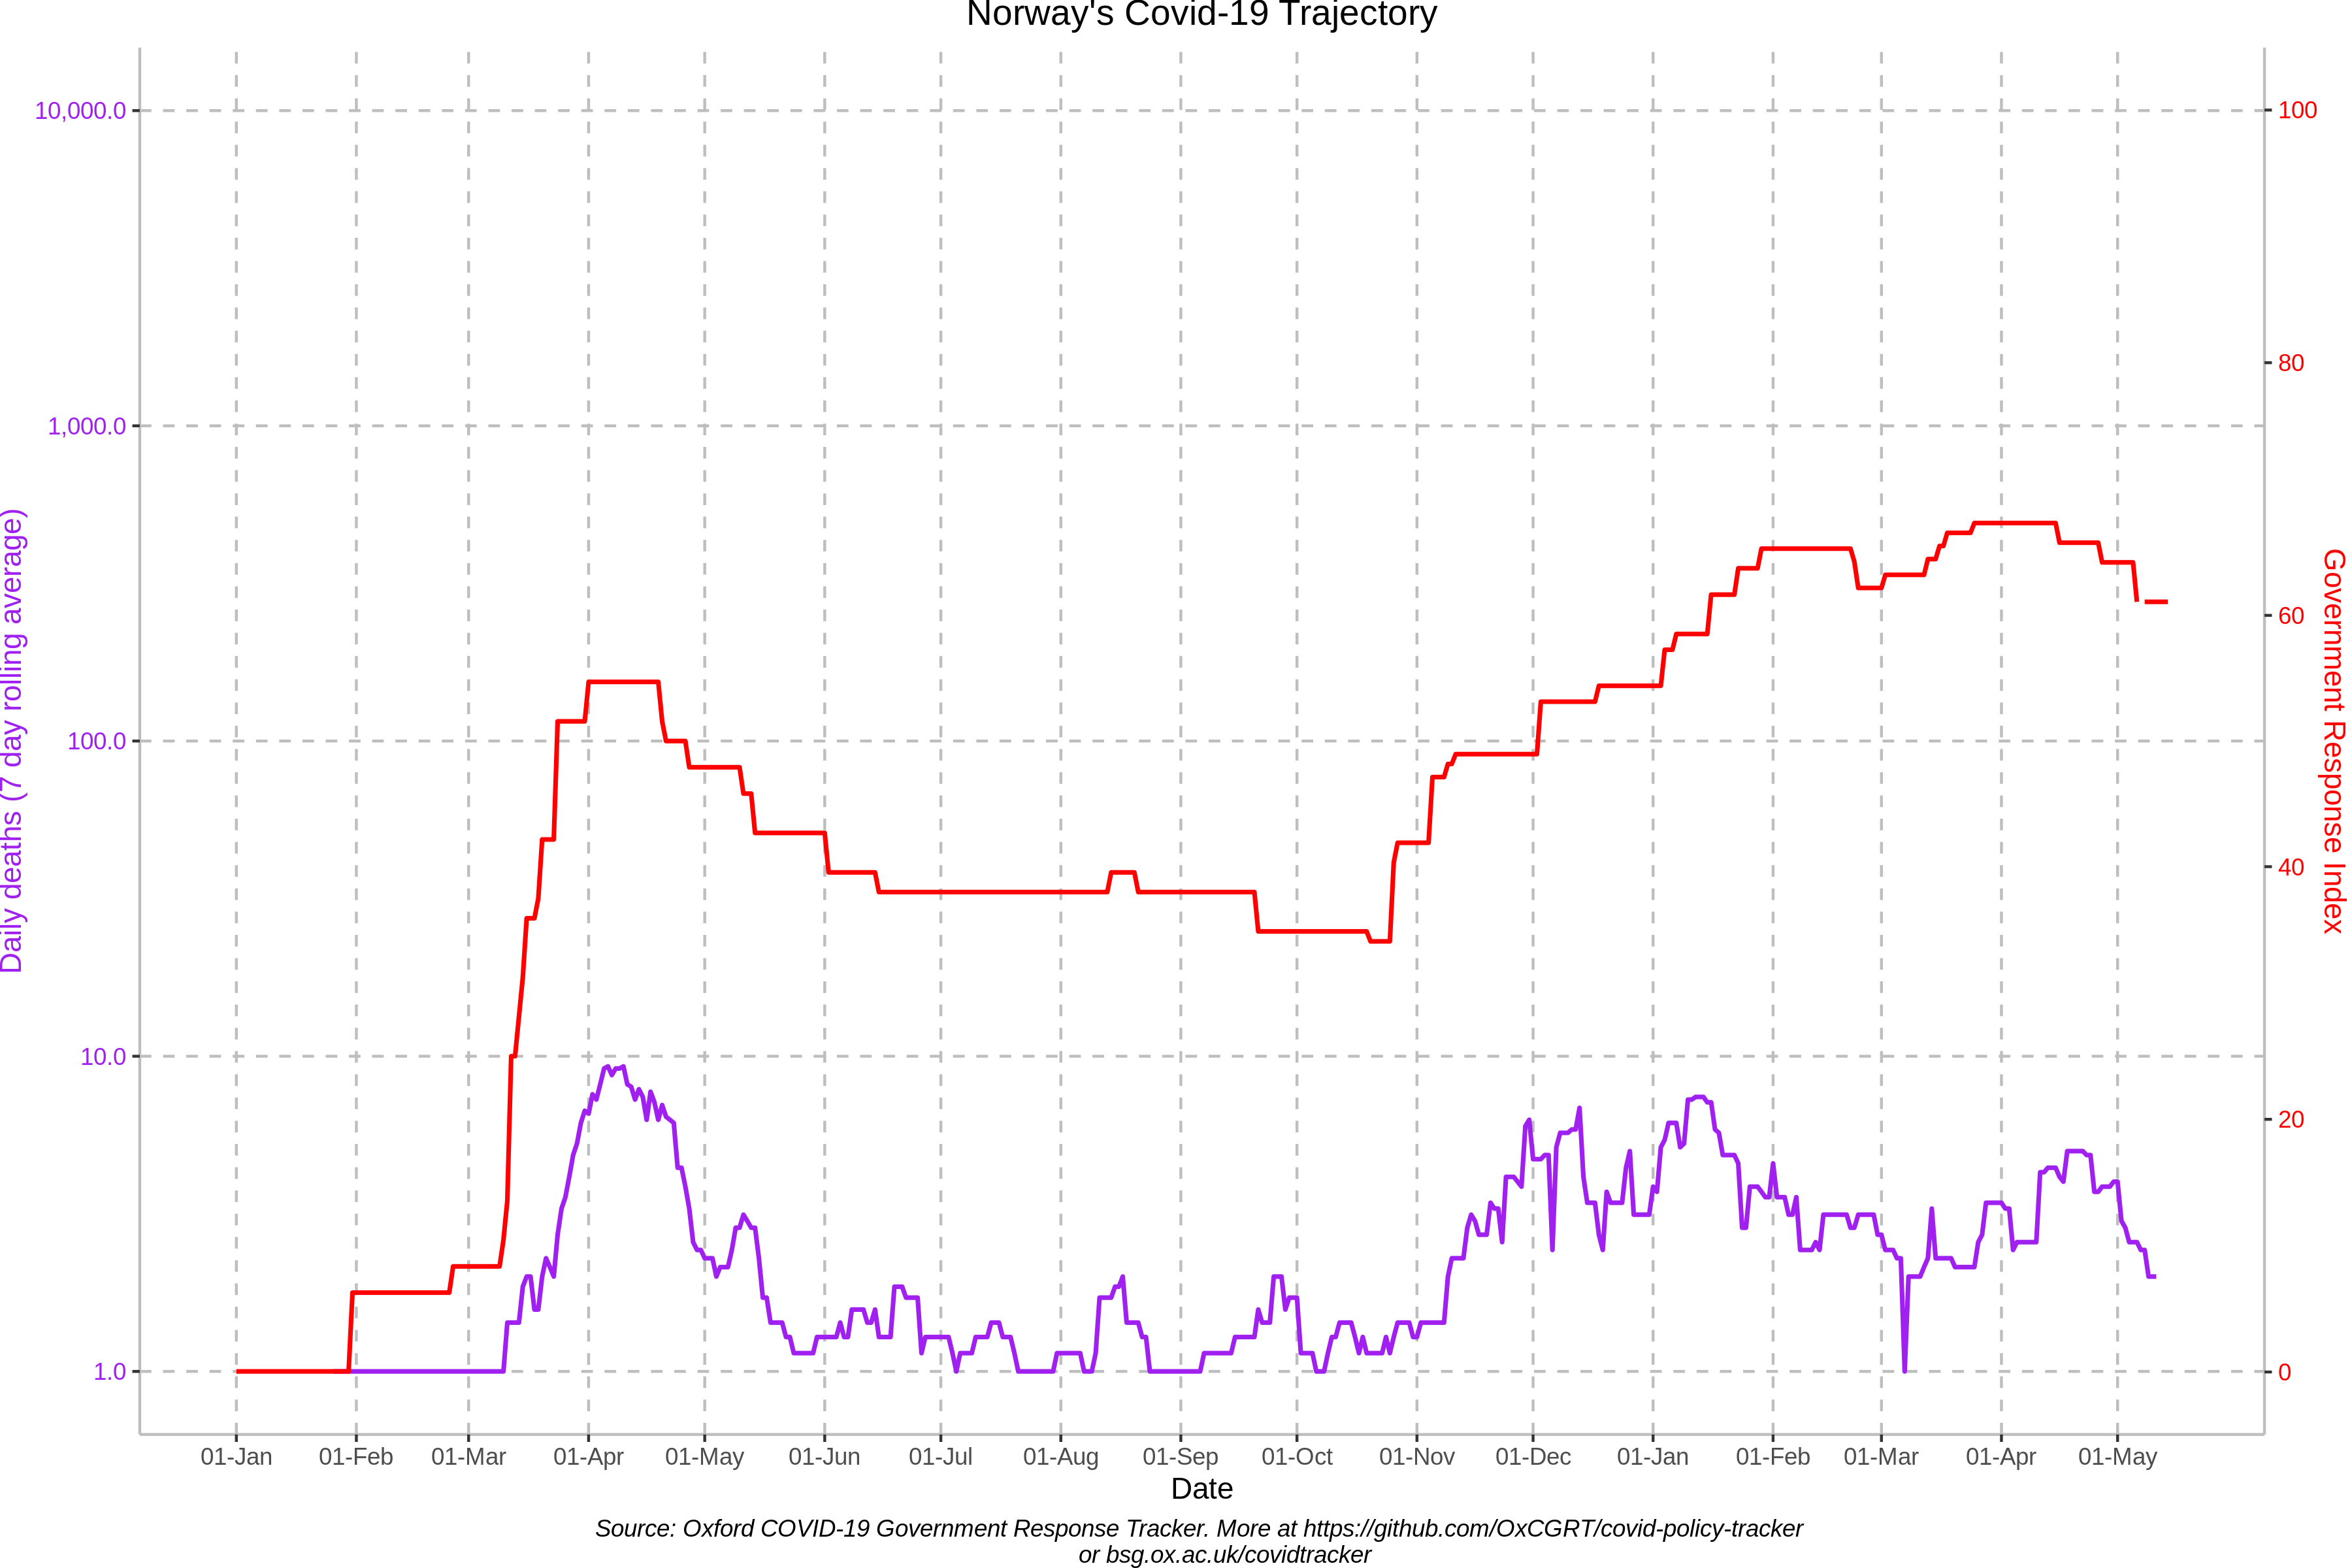 Norway's Covid-19 Trajectory
10,000.0
1,000.0
100.0
10.0
1.0
Daily deaths (7 day rolling average)
100
80
60
40
20
0
Government Response Index
01-Jan 01-Feb 01-Mar 01-Apr 01-May 01-Jun 01-Jul 01-Aug 01-Sep 01-Oct 01-Nov 01-Dec 01-Jan 01-Feb 01-Mar 01-Apr 01-May
Date
Source: Oxford COVID-19 Government Response Tracker. More at https://github.com/OxCGRT/covid-policy-tracker
or bsg.ox.ac.uk/covidtracker